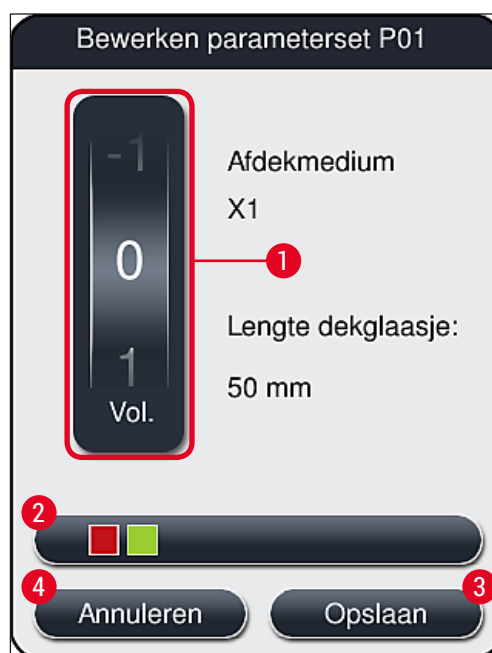 Bewerken parameterset P01
-1
0
1
Vol.
1
Afdekmedium
X1
Lengte dekglaasje:
50 mm
2
4
Annuleren
Opslaan
3